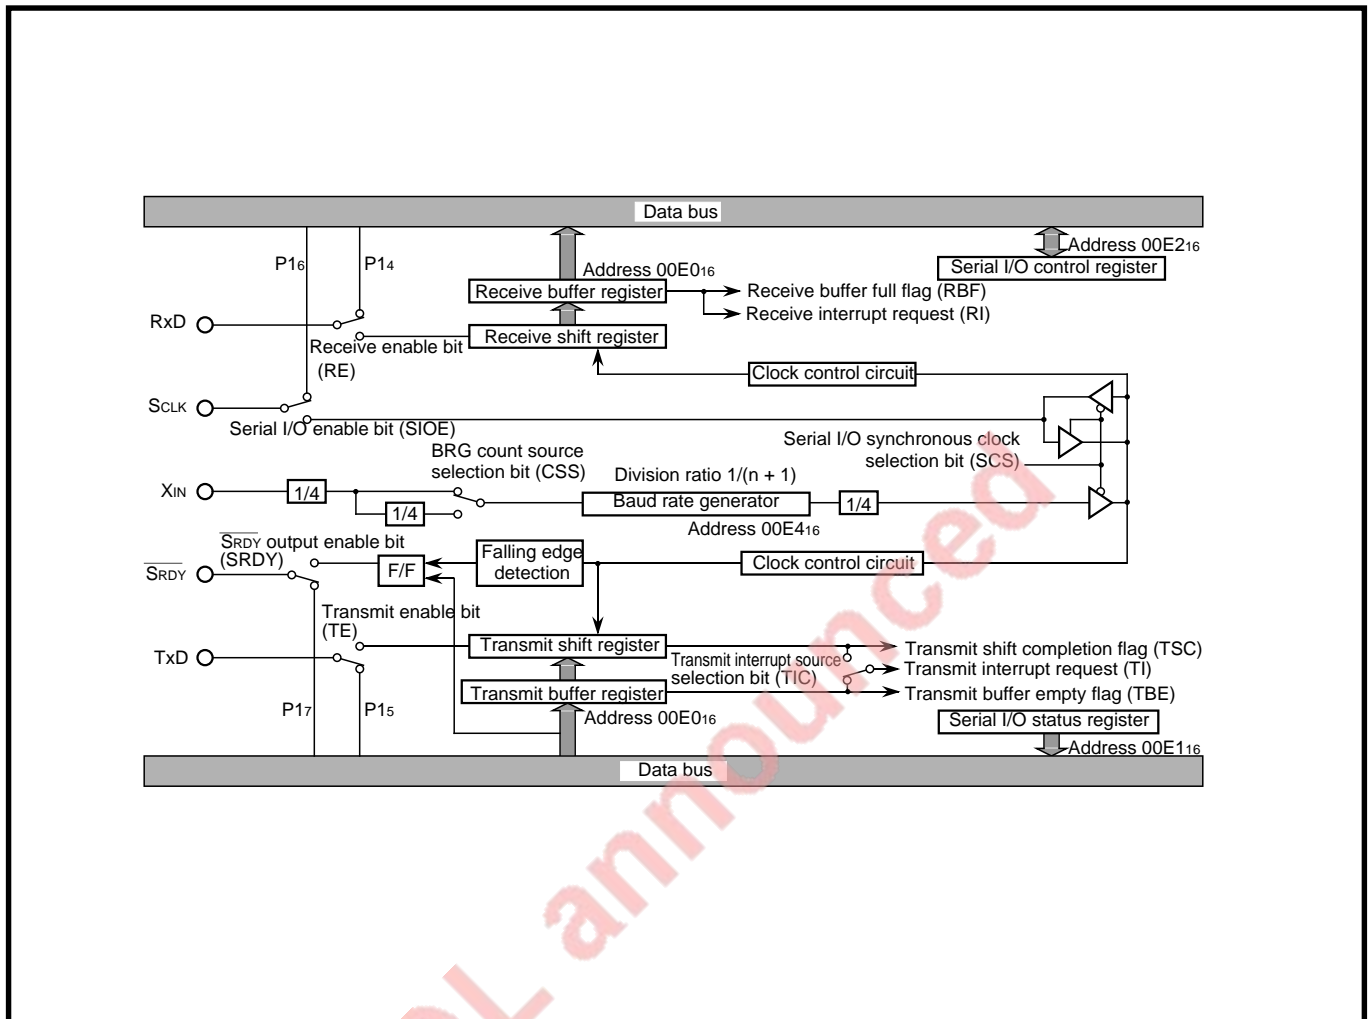 Data bus
P16
P14
Address 00E016
Address 00E216
Receive buffer register
Serial I/O control register
Receive buffer full flag (RBF)
Receive interrupt request (RI)
RxD
Receive enable bit
(RE)
Receive shift register
Clock control circuit
SCLK
Serial I/O enable bit (SIOE)
BRG count source
selection bit (CSS)
Serial I/O synchronous clock
selection bit (SCS)
XIN
1/4
1/4
Division ratio 1/(n + 1)
Baud rate generator
Address 00E416
1/4
SRDY output enable bit
(SRDY)
SRDY
F/F
Falling edge
detection
Clock control circuit
Transmit enable bit
(TE)
TxD
Transmit shift register
Transmit interrupt source
selection bit (TIC)
Transmit shift completion flag (TSC)
Transmit interrupt request (TI)
Transmit buffer empty flag (TBE)
Transmit buffer register
P17
P15
Address 00E016
Serial I/O status register
Address 00E116
Data bus
OL announced